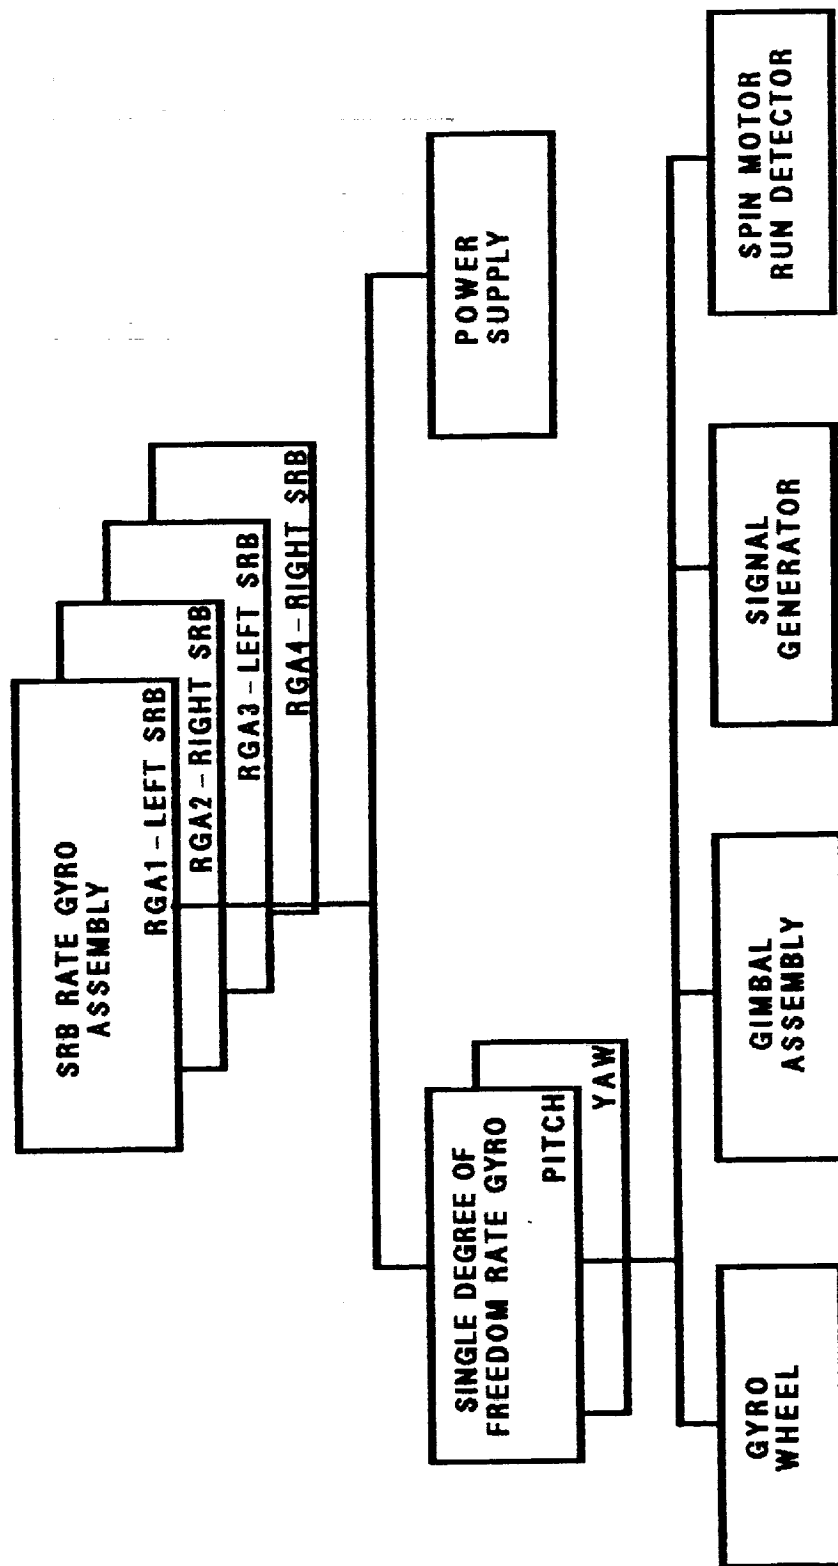 SRB RATE GYRO
ASSEMBLY
RGA1-LEFT SRB
RGA2-RIGHT SRB
RGA3-LEFT SRB
RGA4-RIGHT SRB
SINGLE DEGREE OF
FREEDOM RATE GYRO
PITCH
YAW
POWER
SUPPLY
GYRO
WHEEL
GIMBAL
ASSEMBLY
SIGNAL
GENERATOR
SPIN MOTOR
RUN DETECTOR